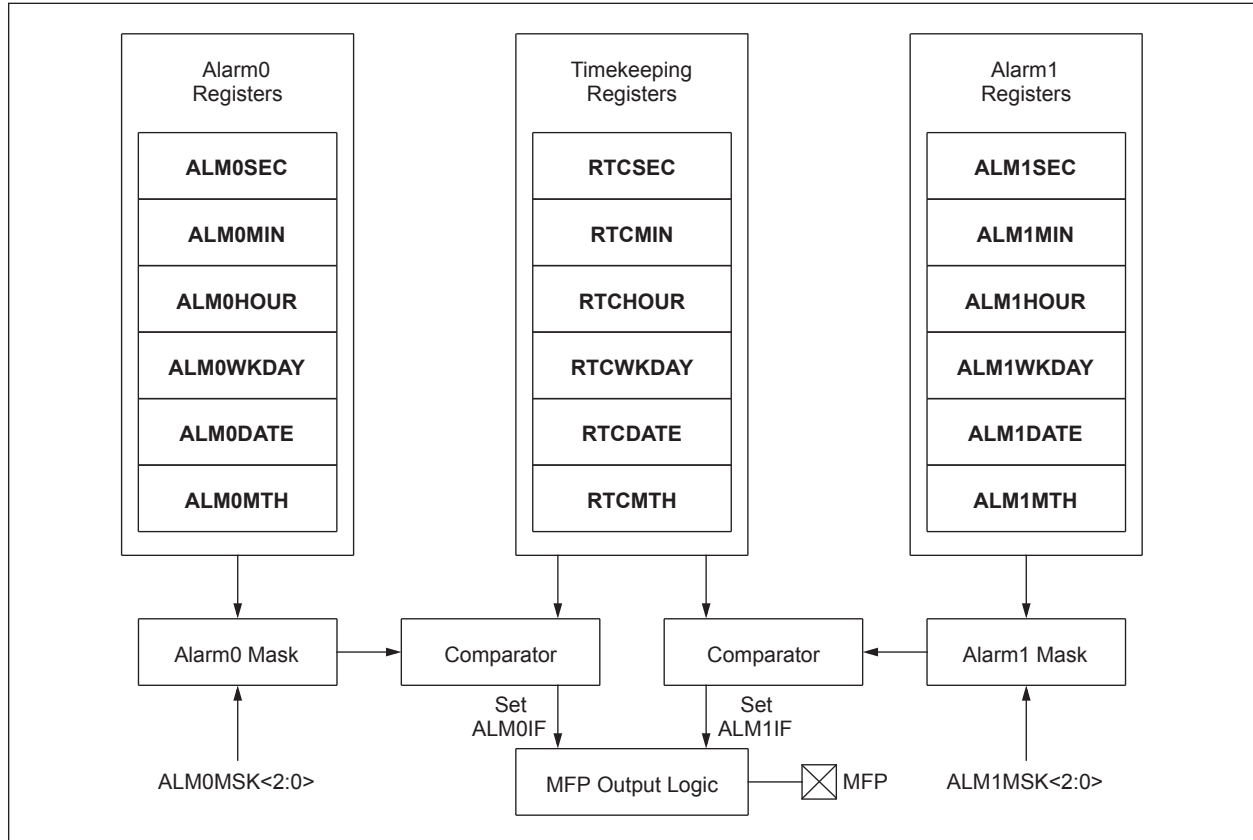 Alarm0
Registers
ALM0SEC
ALM0MIN
ALM0HOUR
ALM0WKDAY
ALM0DATE
ALM0MTH
Timekeeping
Registers
RTCSEC
RTCMIN
RTCHOUR
RTCWKDAY
RTCDATE
RTCMTH
Alarm1
Registers
ALM1SEC
ALM1MIN
ALM1HOUR
ALM1WKDAY
ALM1DATE
ALM1MTH
Alarm0 Mask
Comparator
Comparator
Alarm1 Mask
Set
ALM0IF
Set
ALM1IF
ALM0MSK<2:0>
MFP Output Logic
MFP
ALM1MSK<2:0>